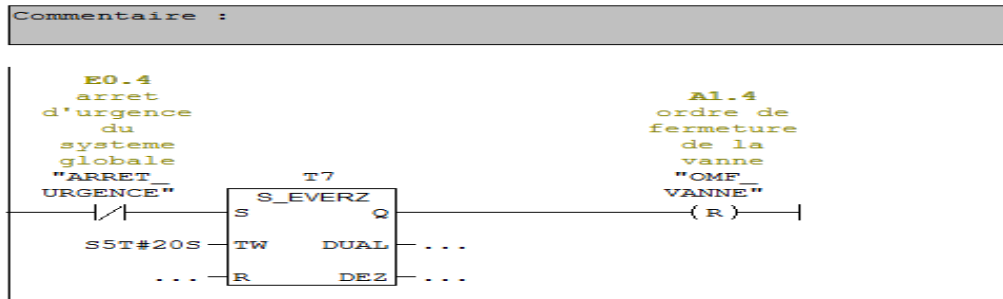 Commentaire :
E0.4
arret
d'urgence
du
systeme
globale
"ARRET_
URGENCE"
A1.4
ordre de
fermeture
de la
vanne
"OMF_
VANNE"
T7
S_EVERZ
S Q
( R )
S5T#20S TW DUAL ...
... R DEZ ...